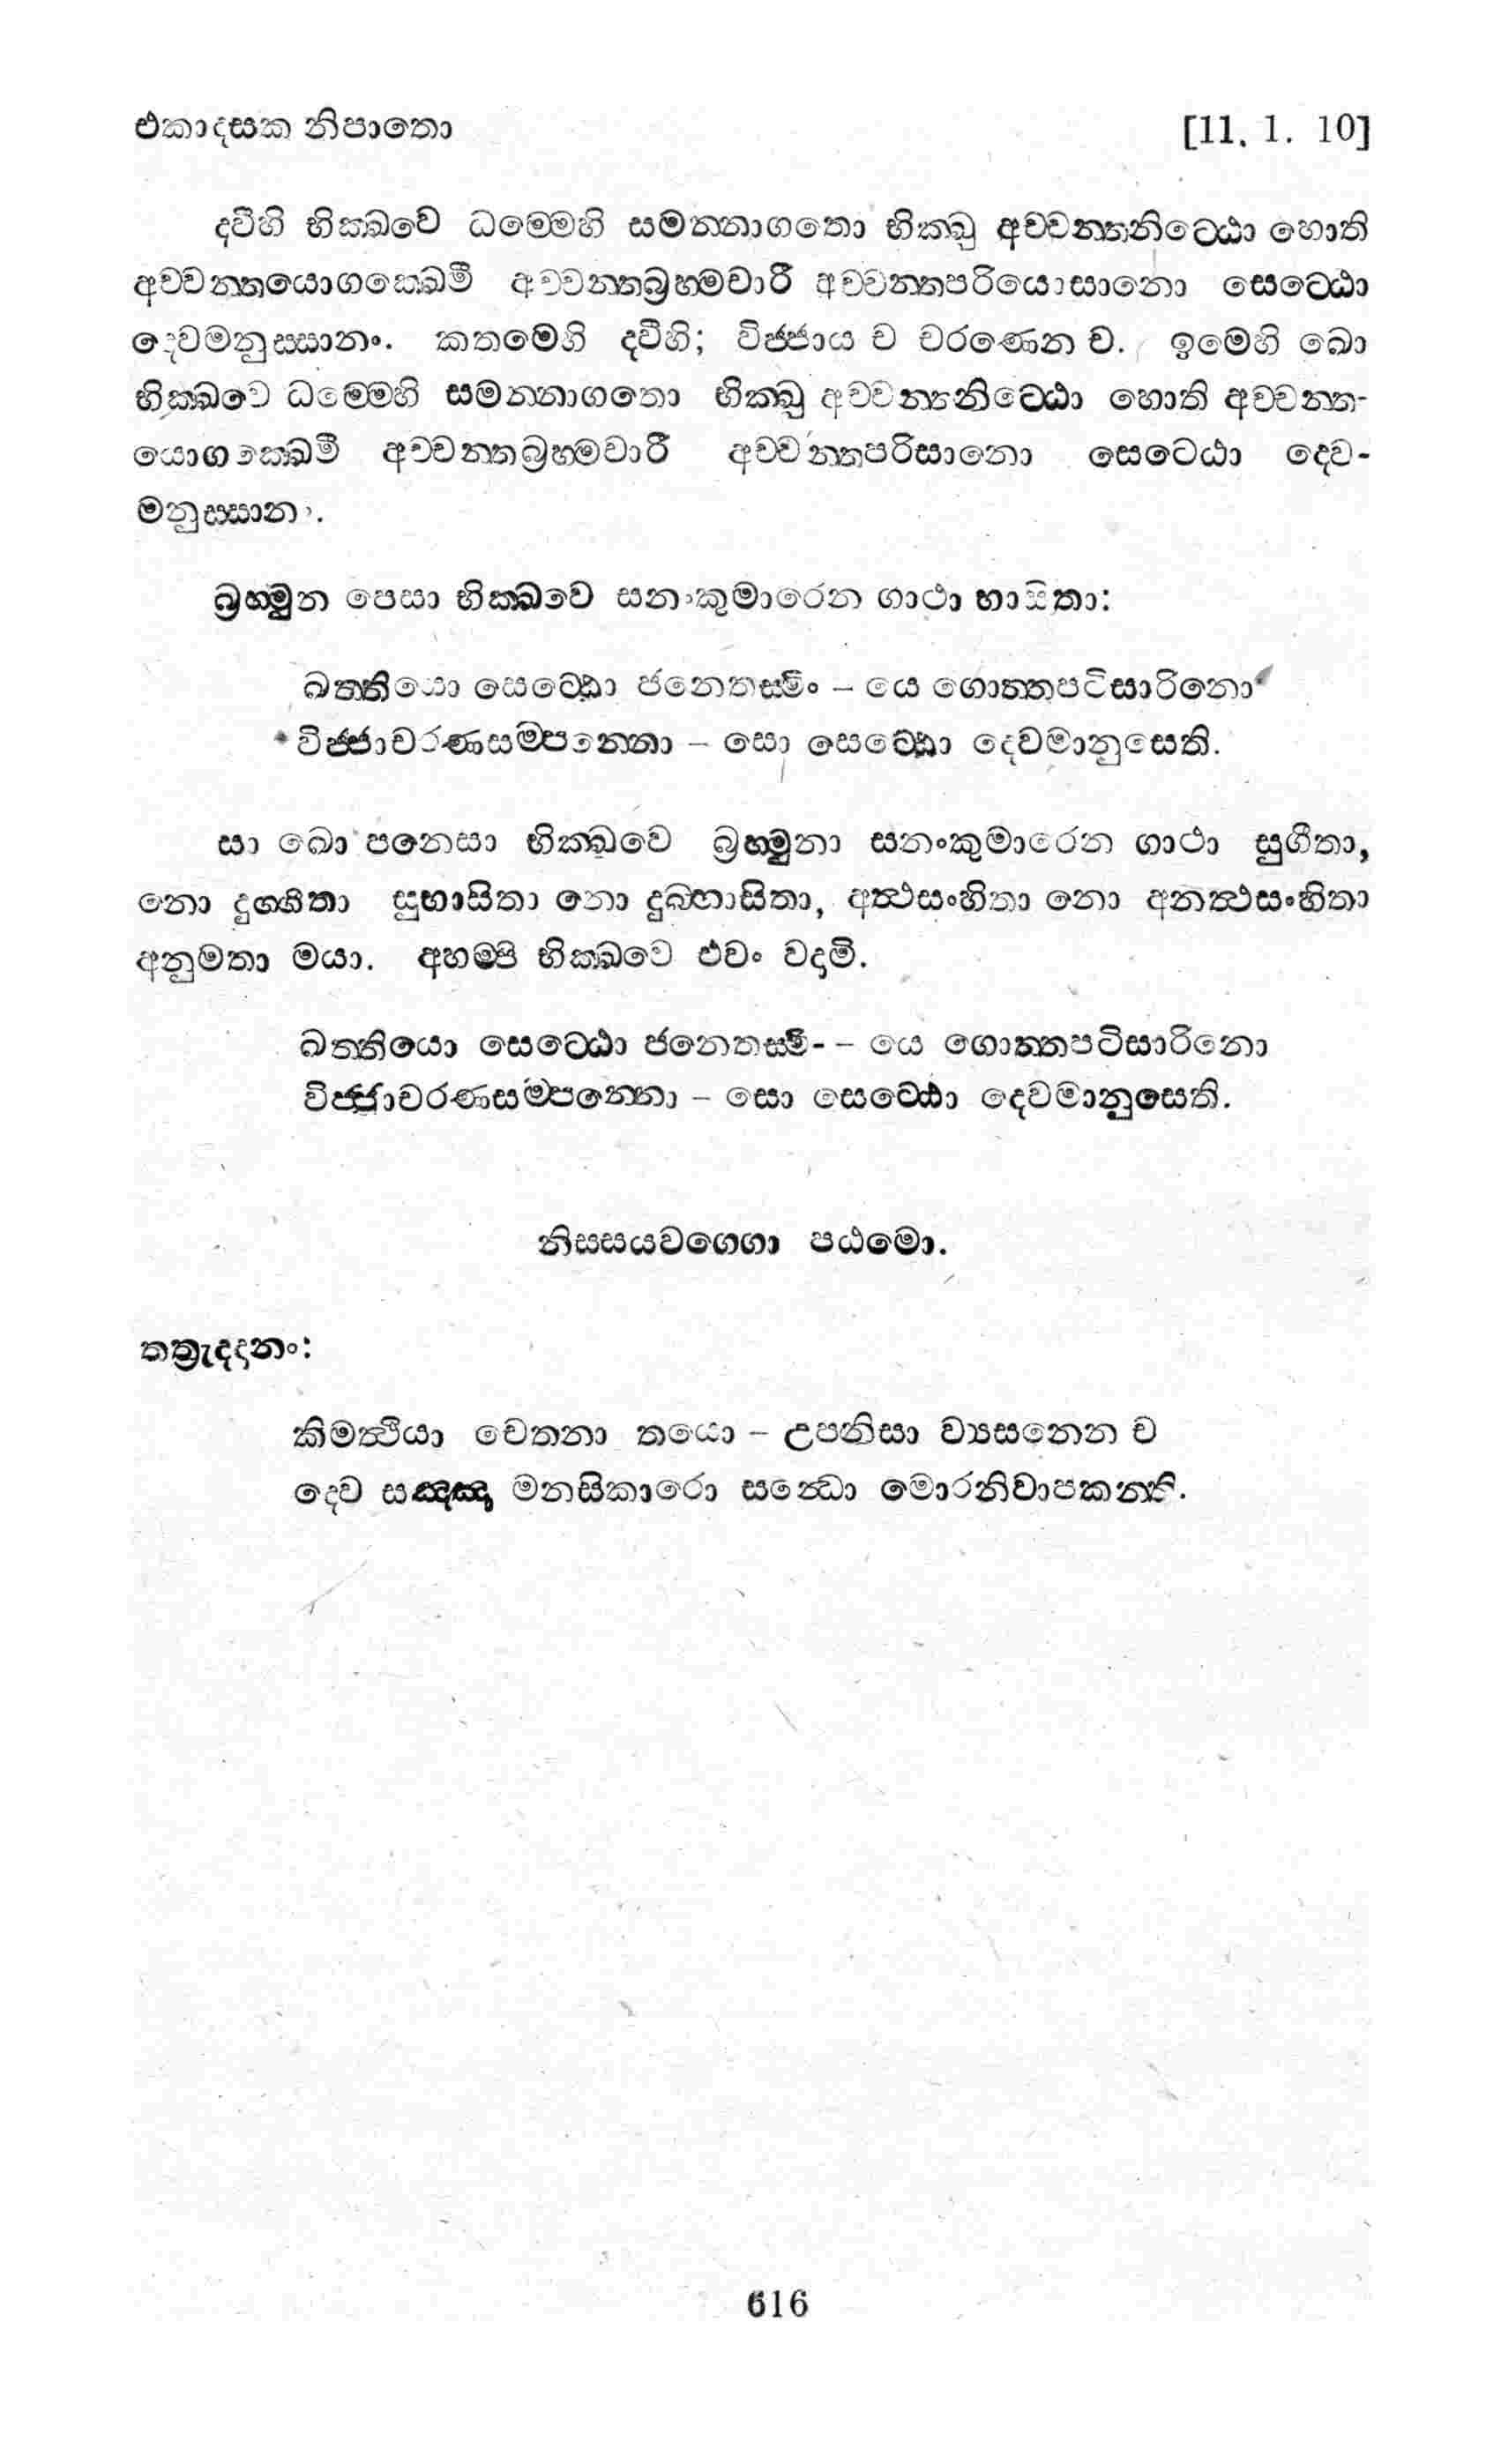 එකාදසක නිපාතො [11. 1. 10]
ද්වීහි භික්ඛවෙ ධම්මෙහි සමන්නාගතො භික්ඛු අච්චන්තනිට්ඨො හොති
අච්චන්තයොගක්ඛෙමී අච්චන්තබ්‍රහ්මචාරී අච්චන්තපරියොසානො සෙට්ඨො
දෙවමනුස්සානං. කතමෙහි ද්වීහි; විජ්ජාය ච චරණෙන ච. ඉමෙහි ඛො
භික්ඛවෙ ධම්මෙහි සමන්නාගතො භික්ඛු අච්චන්තනිට්ඨො හොති අච්චන්ත-
යොගක්ඛෙමී අච්චන්තබ්‍රහ්මචාරී අච්චන්තපරිසානො සෙට්ඨො දෙව-
මනුස්සානං.
බ්‍රහ්මුන පෙසා භික්ඛවෙ සනංකුමාරෙන ගාථා භාසිතා:
ඛත්තියො සෙට්ඨො ජනෙතස්මිං – යෙ ගොත්තපටිසාරිනො
විජ්ජාචරණසම්පන්නො – සො සෙට්ඨො දෙවමානුසෙති.
සා ඛො පනෙසා භික්ඛවෙ බ්‍රහ්මුනා සනංකුමාරෙන ගාථා සුගීතා,
නො දුග්ගීතා සුභාසිතා නො දුබ්භාසිතා, අත්ථසංහිතා නො අනත්ථසංහිතා
අනුමතා මයා. අහම්පි භික්ඛවෙ එවං වදාමි.
ඛත්තියො සෙට්ඨො ජනෙතස්මිං – යෙ ගොත්තපටිසාරිනො
විජ්ජාචරණසම්පන්නො – සො සෙට්ඨො දෙවමානුසෙති.
නිස්සයවග්ගො පඨමො.
තත්‍රුද්දානං:
කිමත්ථියා චෙතනා තයො – උපනිසා ව්‍යසනෙන ච
ද්වෙ සඤ්ඤා මනසිකාරො සන්ධො මොරනිවාපකන්ති.
616